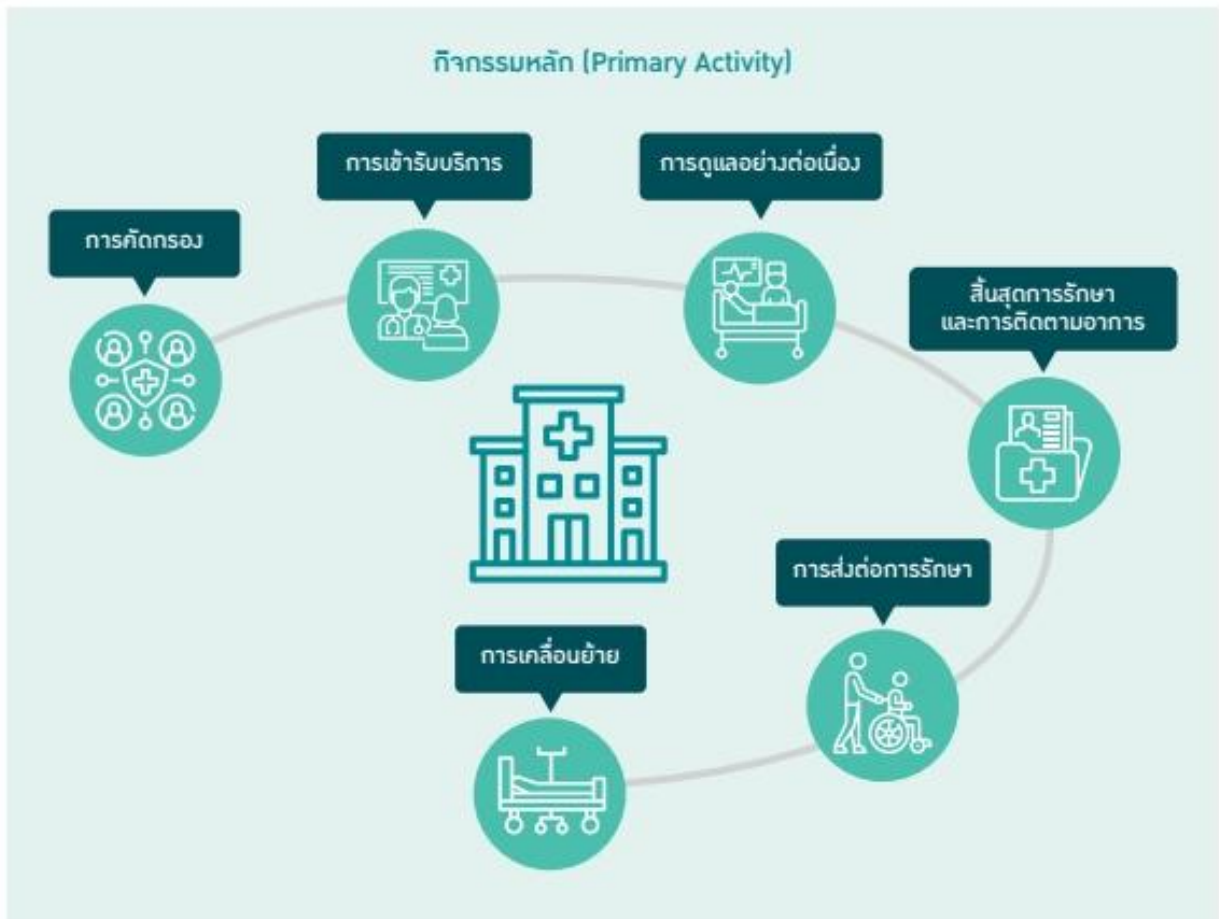 กิจกรรมหลัก (Primary Activity)
การคัดกรอง
การเข้ารับบริการ
การดูแลอย่างต่อเนื่อง
สิ้นสุดการรักษา
และการติดตามอาการ
การส่งต่อการรักษา
การเคลื่อนย้าย